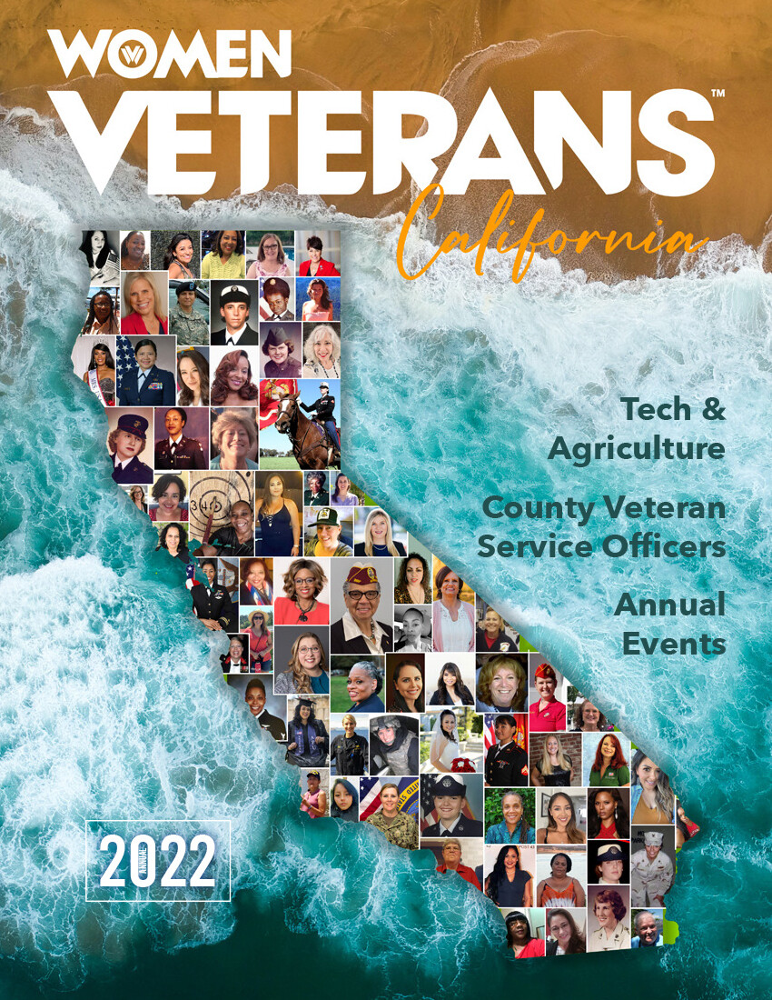 WOMEN
VETERANS™
California
Tech &
Agriculture
County Veteran
Service Officers
Annual
Events
2022
ANNUAL